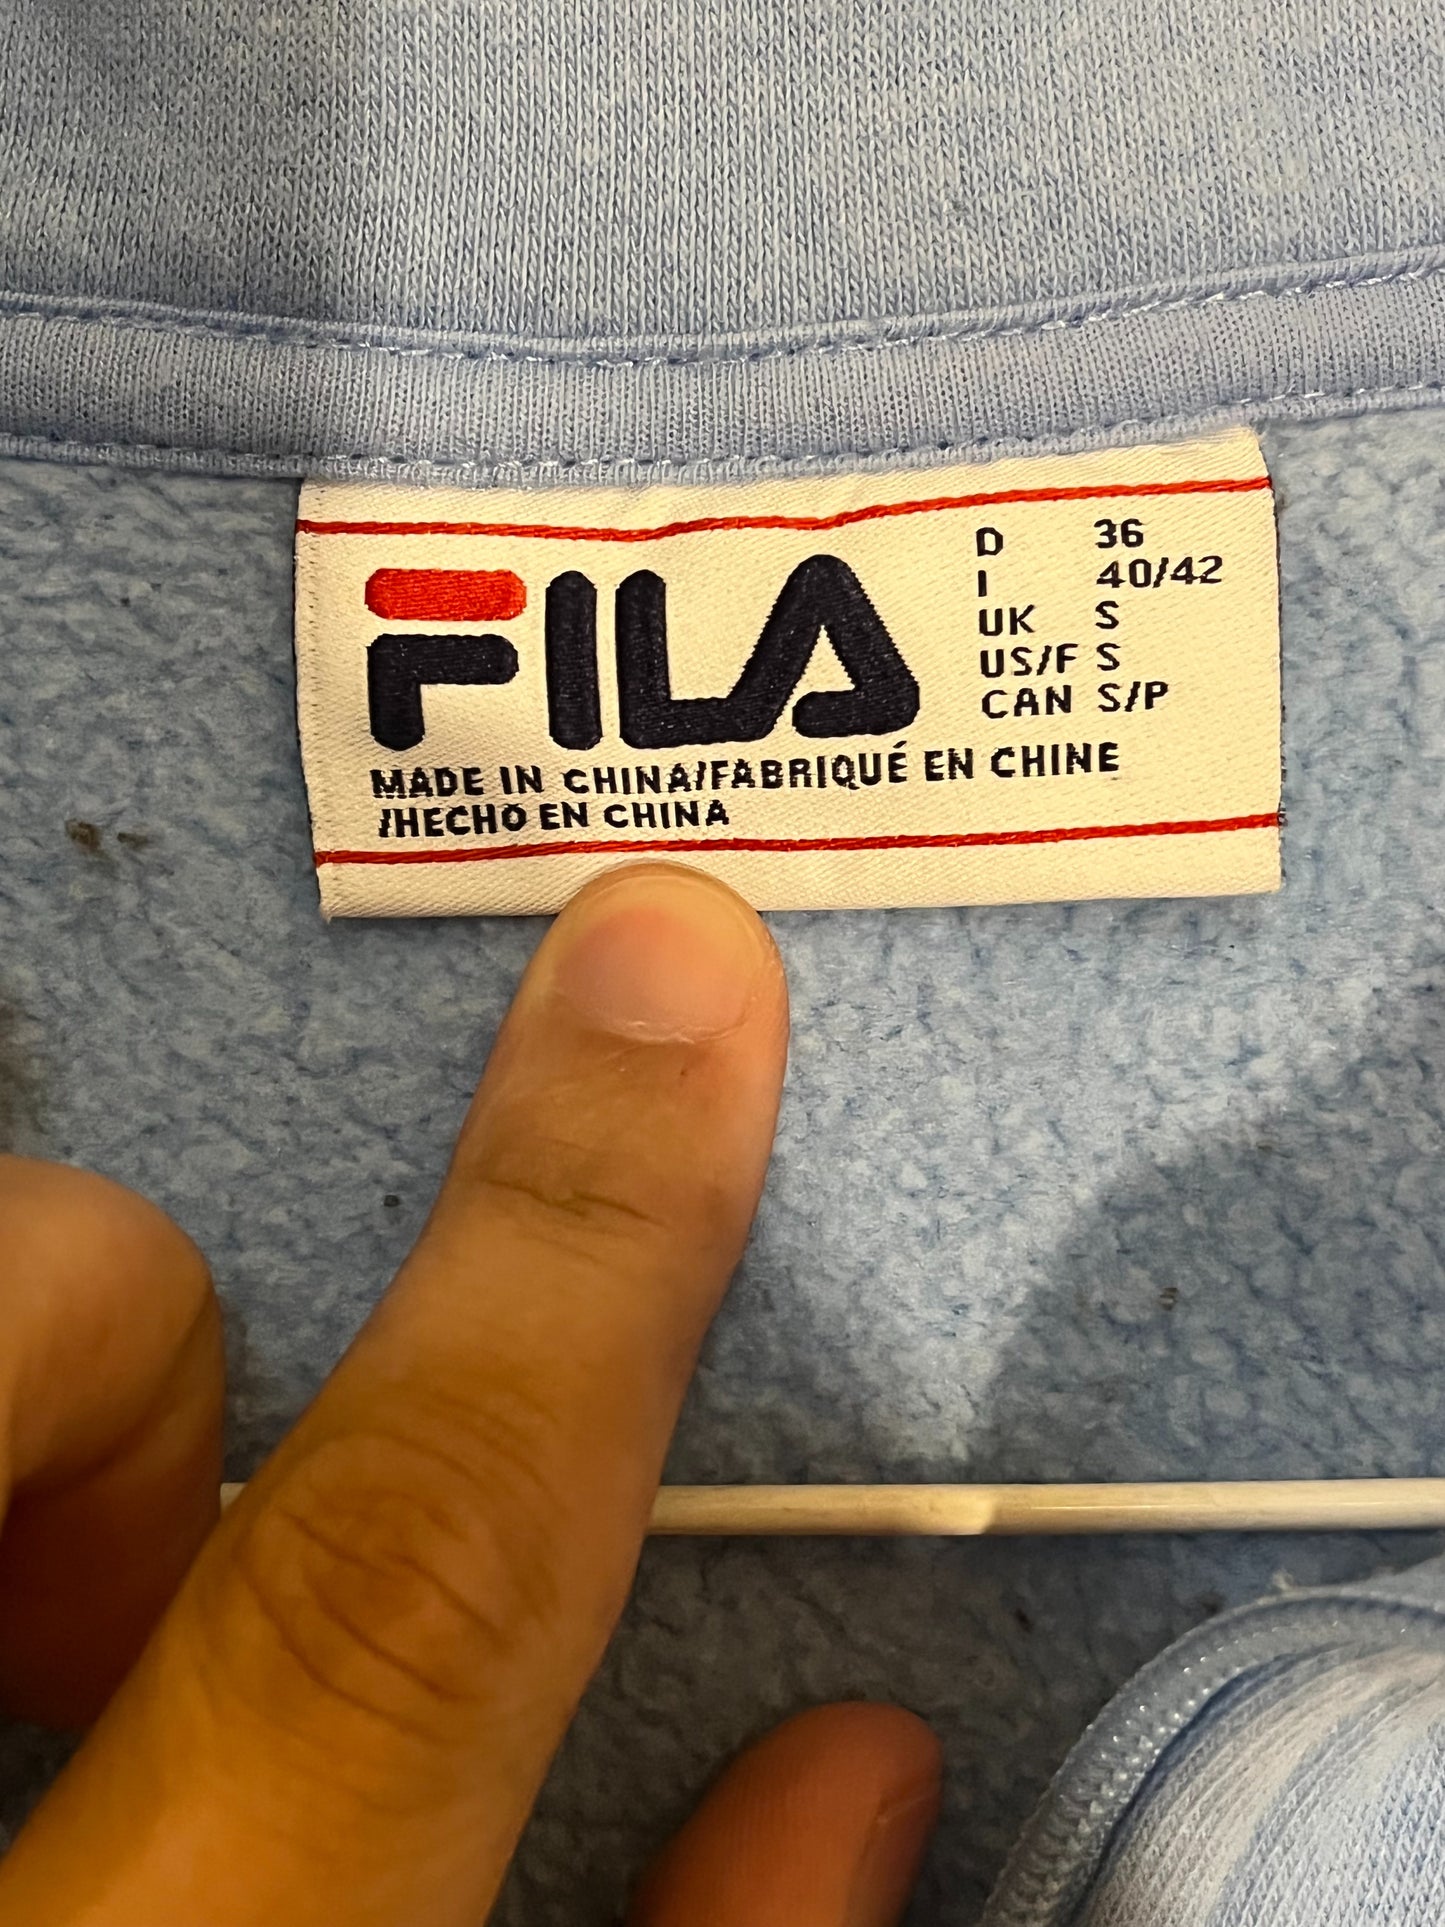 FILA
D 36
I 40/42
UK S
US/F S
CAN S/P
MADE IN CHINA/FABRIQUÉ EN CHINE
/HECHO EN CHINA